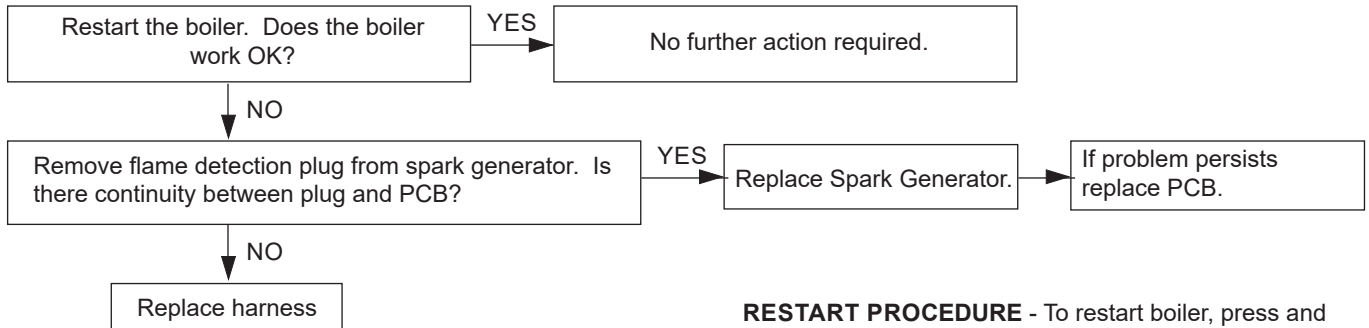 Restart the boiler. Does the boiler
work OK?
YES
No further action required.
NO
Remove flame detection plug from spark generator. Is
there continuity between plug and PCB?
YES
Replace Spark Generator.
If problem persists
replace PCB.
NO
Replace harness
RESTART PROCEDURE - To restart boiler, press and